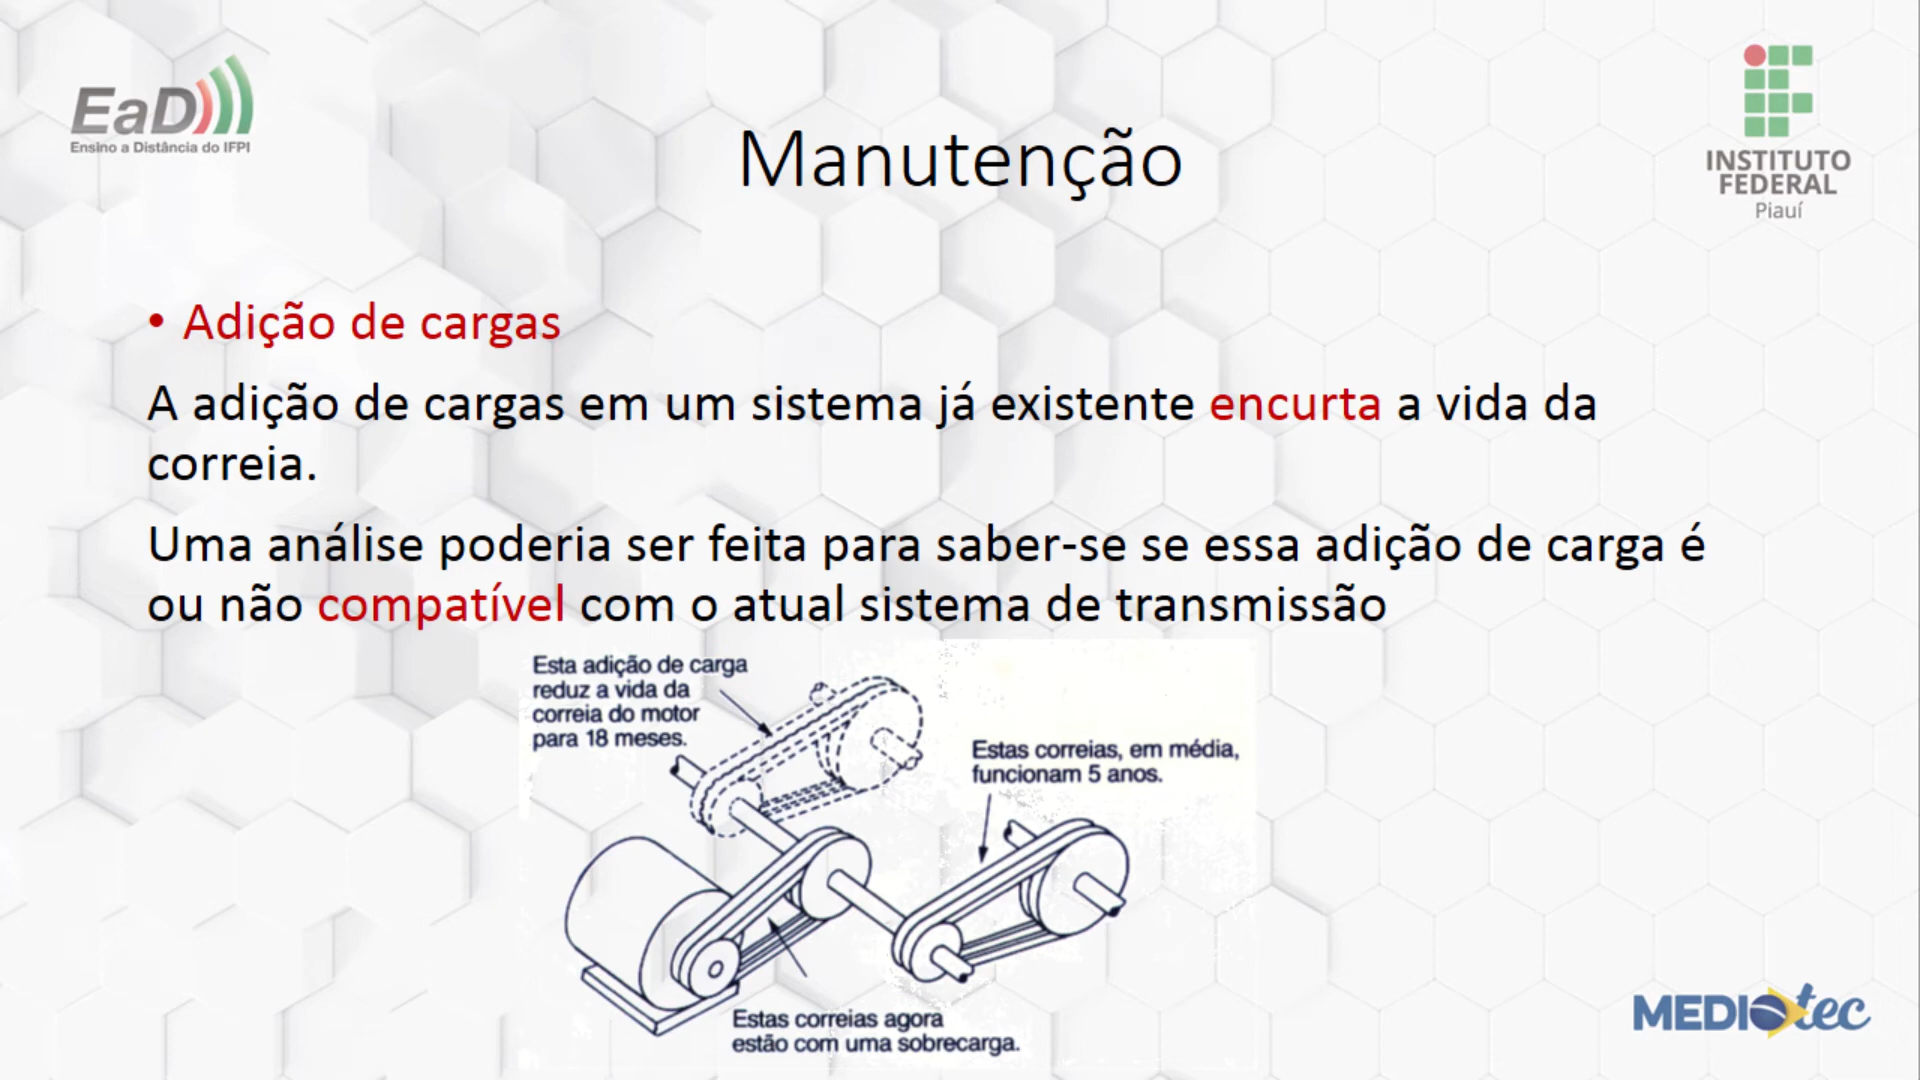 EaD
Ensino a Distância do IFPI
INSTITUTO
FEDERAL
Piauí
Manutenção
• Adição de cargas
A adição de cargas em um sistema já existente encurta a vida da
correia.
Uma análise poderia ser feita para saber-se se essa adição de carga é
ou não compatível com o atual sistema de transmissão
Esta adição de carga
reduz a vida da
correia do motor
para 18 meses.
Estas correias, em média,
funcionam 5 anos.
Estas correias agora
estão com uma sobrecarga.
MEDIOtec